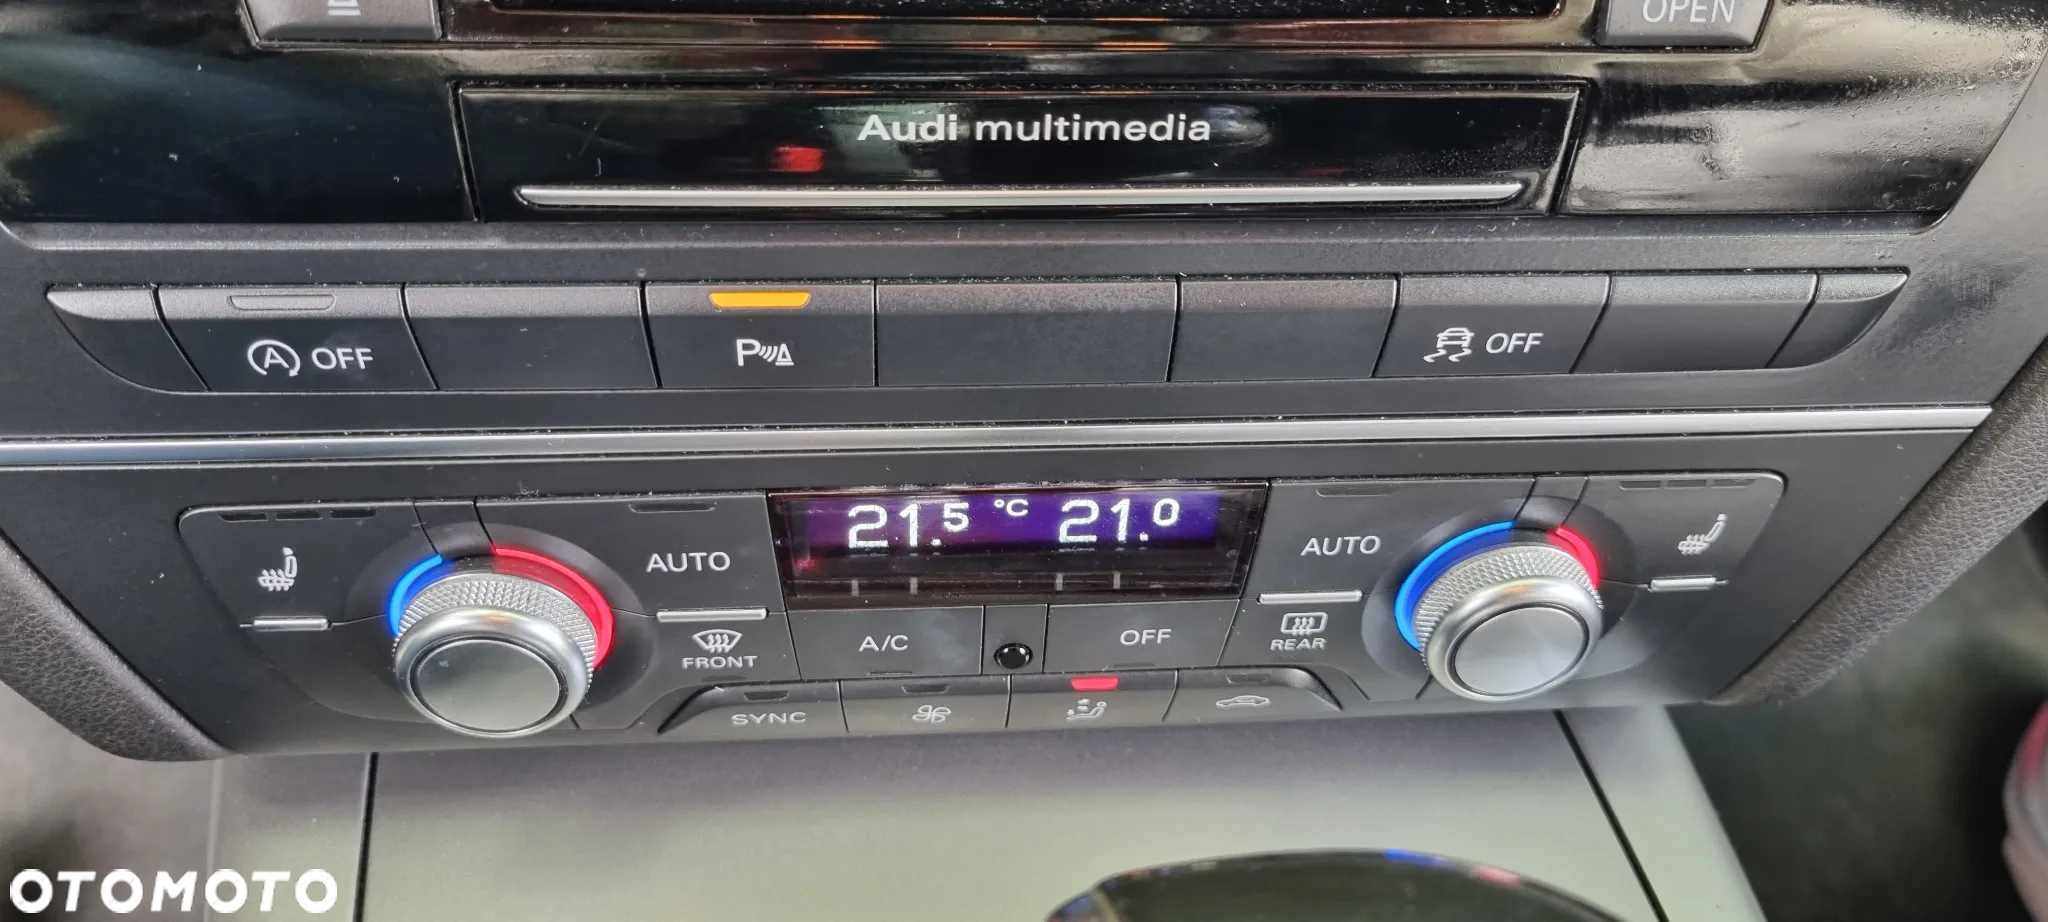 OPEN
Audi multimedia
A OFF
P
OFF
21.5 °C 21.0
AUTO
AUTO
FRONT
A/C
OFF
REAR
SYNC
OTOMOTO